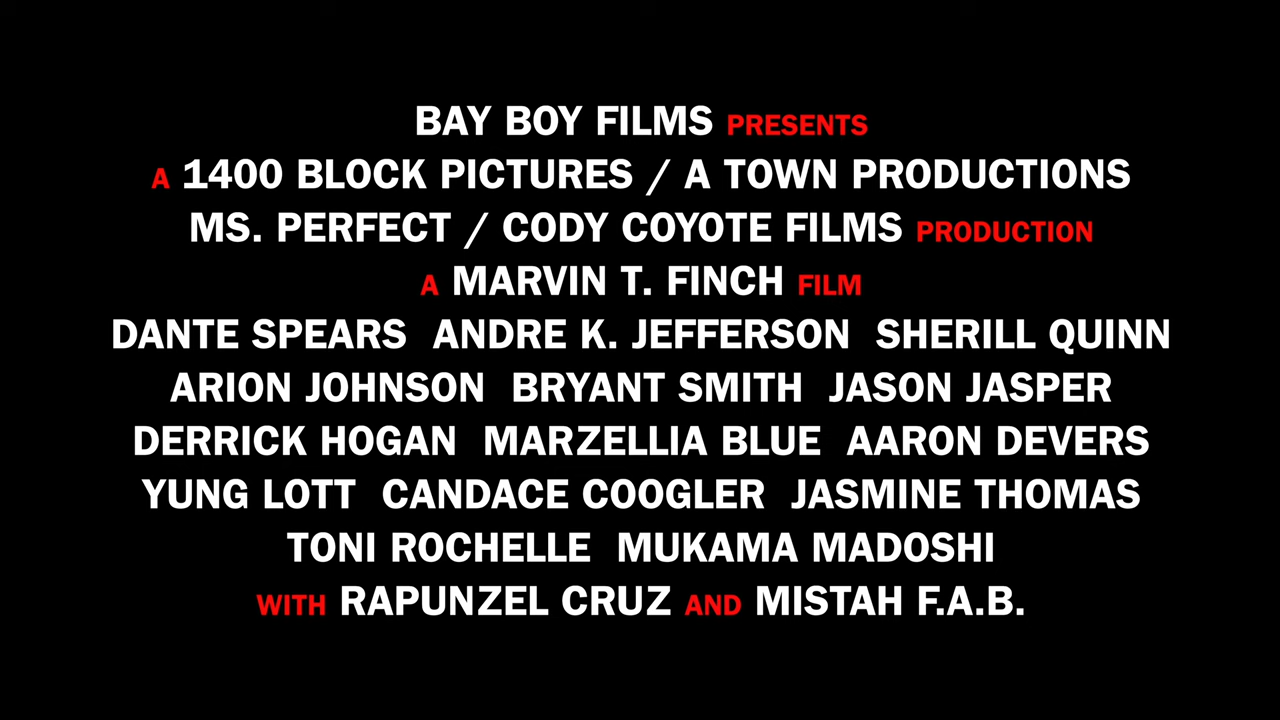 BAY BOY FILMS PRESENTS
A 1400 BLOCK PICTURES / A TOWN PRODUCTIONS
MS. PERFECT / CODY COYOTE FILMS PRODUCTION
A MARVIN T. FINCH FILM
DANTE SPEARS ANDRE K. JEFFERSON SHERILL QUINN
ARION JOHNSON BRYANT SMITH JASON JASPER
DERRICK HOGAN MARZELLIA BLUE AARON DEVERS
YUNG LOTT CANDACE COOGLER JASMINE THOMAS
TONI ROCHELLE MUKAMA MADOSHI
WITH RAPUNZEL CRUZ AND MISTAH F.A.B.